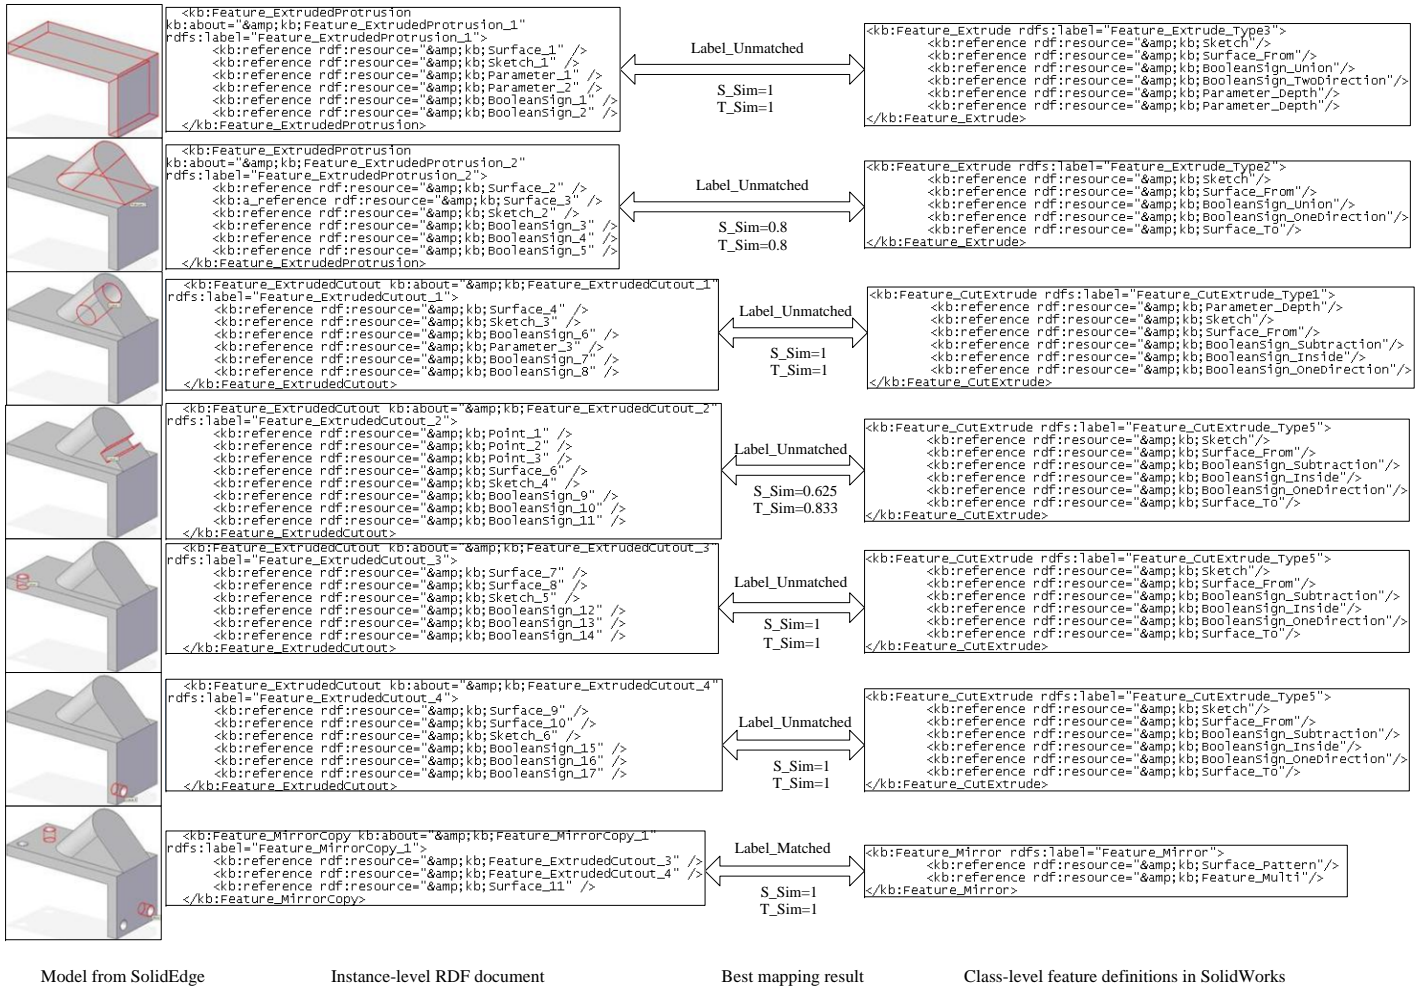 <kb:Feature_ExtrudedProtrusion
kb:about="&amp;kb;Feature_ExtrudedProtrusion_1"
rdfs:label="Feature_ExtrudedProtrusion_1">
<kb:reference rdf:resource="&amp;kb;Surface_1" />
<kb:reference rdf:resource="&amp;kb;Sketch_1" />
<kb:reference rdf:resource="&amp;kb;Parameter_1" />
<kb:reference rdf:resource="&amp;kb;Parameter_2" />
<kb:reference rdf:resource="&amp;kb;BooleanSign_1" />
<kb:reference rdf:resource="&amp;kb;BooleanSign_2" />
</kb:Feature_ExtrudedProtrusion>
Label_Unmatched
S_Sim=1
T_Sim=1
<kb:Feature_Extrude rdfs:label="Feature_Extrude_Type3">
<kb:reference rdf:resource="&amp;kb;Sketch"/>
<kb:reference rdf:resource="&amp;kb;Surface_From"/>
<kb:reference rdf:resource="&amp;kb;BooleanSign_Union"/>
<kb:reference rdf:resource="&amp;kb;BooleanSign_TwoDirection"/>
<kb:reference rdf:resource="&amp;kb;Parameter_Depth"/>
<kb:reference rdf:resource="&amp;kb;Parameter_Depth"/>
</kb:Feature_Extrude>
<kb:Feature_ExtrudedProtrusion
kb:about="&amp;kb;Feature_ExtrudedProtrusion_2"
rdfs:label="Feature_ExtrudedProtrusion_2">
<kb:reference rdf:resource="&amp;kb;Surface_2" />
<kb:a_reference rdf:resource="&amp;kb;Surface_3" />
<kb:reference rdf:resource="&amp;kb;Sketch_2" />
<kb:reference rdf:resource="&amp;kb;BooleanSign_3" />
<kb:reference rdf:resource="&amp;kb;BooleanSign_4" />
<kb:reference rdf:resource="&amp;kb;BooleanSign_5" />
</kb:Feature_ExtrudedProtrusion>
Label_Unmatched
S_Sim=0.8
T_Sim=0.8
<kb:Feature_Extrude rdfs:label="Feature_Extrude_Type2">
<kb:reference rdf:resource="&amp;kb;Sketch"/>
<kb:reference rdf:resource="&amp;kb;Surface_From"/>
<kb:reference rdf:resource="&amp;kb;BooleanSign_Union"/>
<kb:reference rdf:resource="&amp;kb;BooleanSign_OneDirection"/>
<kb:reference rdf:resource="&amp;kb;Surface_To"/>
</kb:Feature_Extrude>
<kb:Feature_ExtrudedCutout kb:about="&amp;kb;Feature_ExtrudedCutout_1"
rdfs:label="Feature_ExtrudedCutout_1">
<kb:reference rdf:resource="&amp;kb;Surface_4" />
<kb:reference rdf:resource="&amp;kb;Sketch_3" />
<kb:reference rdf:resource="&amp;kb;BooleanSign_6" />
<kb:reference rdf:resource="&amp;kb;Parameter_3" />
<kb:reference rdf:resource="&amp;kb;BooleanSign_7" />
<kb:reference rdf:resource="&amp;kb;BooleanSign_8" />
</kb:Feature_ExtrudedCutout>
Label_Unmatched
S_Sim=1
T_Sim=1
<kb:Feature_CutExtrude rdfs:label="Feature_CutExtrude_Type1">
<kb:reference rdf:resource="&amp;kb;Parameter_Depth"/>
<kb:reference rdf:resource="&amp;kb;Sketch"/>
<kb:reference rdf:resource="&amp;kb;Surface_From"/>
<kb:reference rdf:resource="&amp;kb;BooleanSign_Subtraction"/>
<kb:reference rdf:resource="&amp;kb;BooleanSign_Inside"/>
<kb:reference rdf:resource="&amp;kb;BooleanSign_OneDirection"/>
</kb:Feature_CutExtrude>
<kb:Feature_ExtrudedCutout kb:about="&amp;kb;Feature_ExtrudedCutout_2"
rdfs:label="Feature_ExtrudedCutout_2">
<kb:reference rdf:resource="&amp;kb;Point_1" />
<kb:reference rdf:resource="&amp;kb;Point_2" />
<kb:reference rdf:resource="&amp;kb;Point_3" />
<kb:reference rdf:resource="&amp;kb;Surface_6" />
<kb:reference rdf:resource="&amp;kb;Sketch_4" />
<kb:reference rdf:resource="&amp;kb;BooleanSign_9" />
<kb:reference rdf:resource="&amp;kb;BooleanSign_10" />
<kb:reference rdf:resource="&amp;kb;BooleanSign_11" />
</kb:Feature_ExtrudedCutout>
Label_Unmatched
S_Sim=0.625
T_Sim=0.833
<kb:Feature_CutExtrude rdfs:label="Feature_CutExtrude_Type5">
<kb:reference rdf:resource="&amp;kb;Sketch"/>
<kb:reference rdf:resource="&amp;kb;Surface_From"/>
<kb:reference rdf:resource="&amp;kb;BooleanSign_Subtraction"/>
<kb:reference rdf:resource="&amp;kb;BooleanSign_Inside"/>
<kb:reference rdf:resource="&amp;kb;BooleanSign_OneDirection"/>
<kb:reference rdf:resource="&amp;kb;Surface_To"/>
</kb:Feature_CutExtrude>
<kb:Feature_ExtrudedCutout kb:about="&amp;kb;Feature_ExtrudedCutout_3"
rdfs:label="Feature_ExtrudedCutout_3">
<kb:reference rdf:resource="&amp;kb;Surface_7" />
<kb:reference rdf:resource="&amp;kb;Surface_8" />
<kb:reference rdf:resource="&amp;kb;Sketch_5" />
<kb:reference rdf:resource="&amp;kb;BooleanSign_12" />
<kb:reference rdf:resource="&amp;kb;BooleanSign_13" />
<kb:reference rdf:resource="&amp;kb;BooleanSign_14" />
</kb:Feature_ExtrudedCutout>
Label_Unmatched
S_Sim=1
T_Sim=1
<kb:Feature_CutExtrude rdfs:label="Feature_CutExtrude_Type5">
<kb:reference rdf:resource="&amp;kb;Sketch"/>
<kb:reference rdf:resource="&amp;kb;Surface_From"/>
<kb:reference rdf:resource="&amp;kb;BooleanSign_Subtraction"/>
<kb:reference rdf:resource="&amp;kb;BooleanSign_Inside"/>
<kb:reference rdf:resource="&amp;kb;BooleanSign_OneDirection"/>
<kb:reference rdf:resource="&amp;kb;Surface_To"/>
</kb:Feature_CutExtrude>
<kb:Feature_ExtrudedCutout kb:about="&amp;kb;Feature_ExtrudedCutout_4"
rdfs:label="Feature_ExtrudedCutout_4">
<kb:reference rdf:resource="&amp;kb;Surface_9" />
<kb:reference rdf:resource="&amp;kb;Surface_10" />
<kb:reference rdf:resource="&amp;kb;Sketch_6" />
<kb:reference rdf:resource="&amp;kb;BooleanSign_15" />
<kb:reference rdf:resource="&amp;kb;BooleanSign_16" />
<kb:reference rdf:resource="&amp;kb;BooleanSign_17" />
</kb:Feature_ExtrudedCutout>
Label_Unmatched
S_Sim=1
T_Sim=1
<kb:Feature_CutExtrude rdfs:label="Feature_CutExtrude_Type5">
<kb:reference rdf:resource="&amp;kb;Sketch"/>
<kb:reference rdf:resource="&amp;kb;Surface_From"/>
<kb:reference rdf:resource="&amp;kb;BooleanSign_Subtraction"/>
<kb:reference rdf:resource="&amp;kb;BooleanSign_Inside"/>
<kb:reference rdf:resource="&amp;kb;BooleanSign_OneDirection"/>
<kb:reference rdf:resource="&amp;kb;Surface_To"/>
</kb:Feature_CutExtrude>
<kb:Feature_MirrorCopy kb:about="&amp;kb;Feature_MirrorCopy_1"
rdfs:label="Feature_MirrorCopy_1">
<kb:reference rdf:resource="&amp;kb;Feature_ExtrudedCutout_3" />
<kb:reference rdf:resource="&amp;kb;Feature_ExtrudedCutout_4" />
<kb:reference rdf:resource="&amp;kb;Surface_11" />
</kb:Feature_MirrorCopy>
Label_Matched
S_Sim=1
T_Sim=1
<kb:Feature_Mirror rdfs:label="Feature_Mirror">
<kb:reference rdf:resource="&amp;kb;Surface_Pattern"/>
<kb:reference rdf:resource="&amp;kb;Feature_Multi"/>
</kb:Feature_Mirror>
Model from SolidEdge
Instance-level RDF document
Best mapping result
Class-level feature definitions in SolidWorks